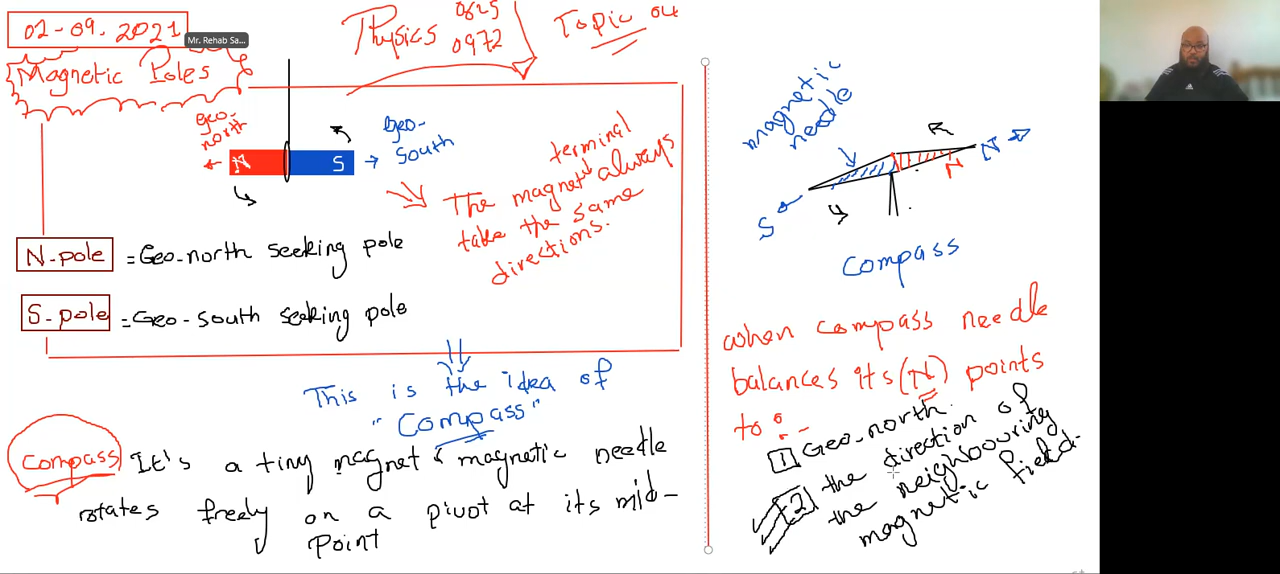 02-09-2021
Mr. Rehab Sa...
Magnetic Poles
Physics 0625
0972
Topic 04
geo-
north
N
S
geo-
south
The magnet terminal always
take the same
directions.
N-pole = Geo-north seeking pole
S-pole = Geo-south seeking pole
This is the idea of
"Compass"
Compass It's a tiny magnet & magnetic needle
rotates freely on a pivot at its mid-
point
magnetic
needle
N
N
S
Compass
when compass needle
balances its (N) points
to :-
1 Geo-north.
2 the direction of
the neighbouring
magnetic field.